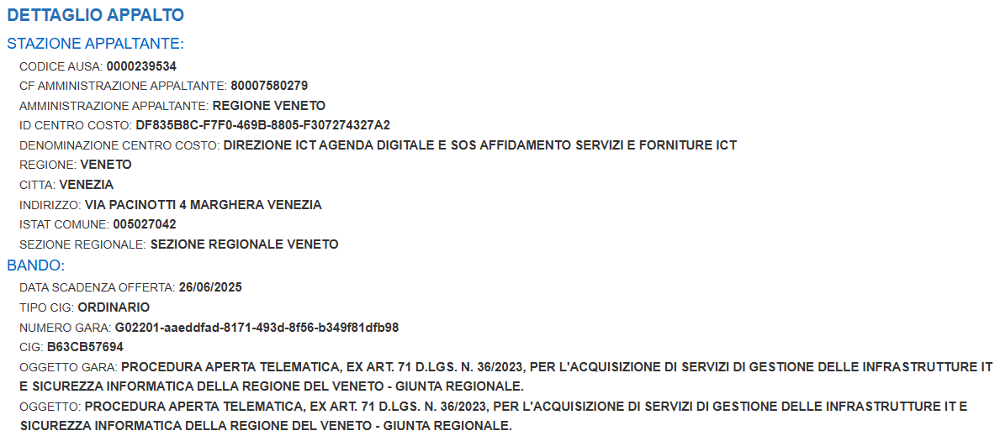 DETTAGLIO APPALTO
STAZIONE APPALTANTE:
CODICE AUSA: 0000239534
CF AMMINISTRAZIONE APPALTANTE: 80007580279
AMMINISTRAZIONE APPALTANTE: REGIONE VENETO
ID CENTRO COSTO: DF835B8C-F7F0-469B-8805-F307274327A2
DENOMINAZIONE CENTRO COSTO: DIREZIONE ICT AGENDA DIGITALE E SOS AFFIDAMENTO SERVIZI E FORNITURE ICT
REGIONE: VENETO
CITTA: VENEZIA
INDIRIZZO: VIA PACINOTTI 4 MARGHERA VENEZIA
ISTAT COMUNE: 005027042
SEZIONE REGIONALE: SEZIONE REGIONALE VENETO
BANDO:
DATA SCADENZA OFFERTA: 26/06/2025
TIPO CIG: ORDINARIO
NUMERO GARA: G02201-aaeddfad-8171-493d-8f56-b349f81dfb98
CIG: B63CB57694
OGGETTO GARA: PROCEDURA APERTA TELEMATICA, EX ART. 71 D.LGS. N. 36/2023, PER L'ACQUISIZIONE DI SERVIZI DI GESTIONE DELLE INFRASTRUTTURE IT
E SICUREZZA INFORMATICA DELLA REGIONE DEL VENETO - GIUNTA REGIONALE.
OGGETTO: PROCEDURA APERTA TELEMATICA, EX ART. 71 D.LGS. N. 36/2023, PER L'ACQUISIZIONE DI SERVIZI DI GESTIONE DELLE INFRASTRUTTURE IT E
SICUREZZA INFORMATICA DELLA REGIONE DEL VENETO - GIUNTA REGIONALE.